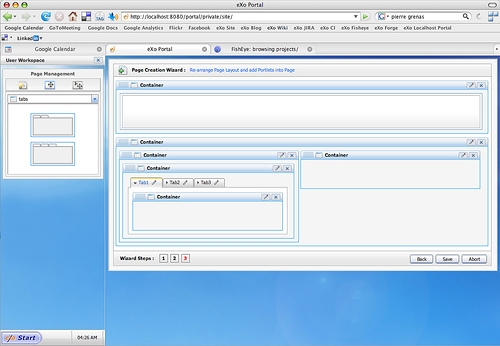 eXo Portal
http://localhost:8080/portal/private/site/
pierre grenas
Google Calendar GoToMeeting Google Docs Google Analytics Flickr Facebook eXo Site eXo Blog eXo Wiki eXo JIRA eXo CI eXo Fisheye eXo Forge eXo Community
LinkedIn
Google Calendar
eXo Portal
FishEye: browsing projects/
User Workspace
Page Management
tabs
Page Creation Wizard : Re-arrange Page Layout and add Portlets into Page
Container
Container
Container
Container
Container
Tab1 Tab2 Tab3
Container
Wizard Steps : 1 2 3
Back Save Abort
Start
04:26 AM